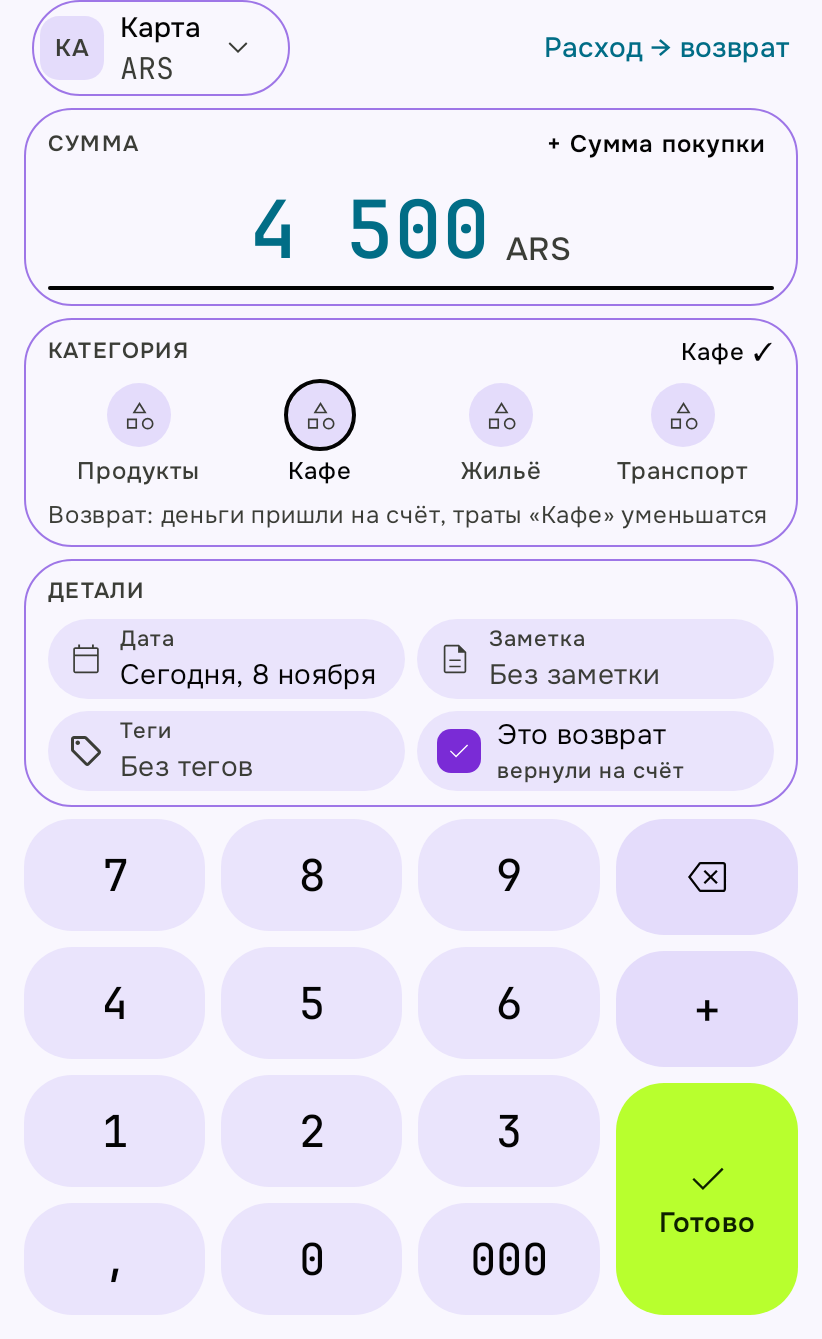 КА
Карта
ARS
Расход → возврат
СУММА
+ Сумма покупки
4 500 ARS
КАТЕГОРИЯ
Кафе ✓
Продукты
Кафе
Жильё
Транспорт
Возврат: деньги пришли на счёт, траты «Кафе» уменьшатся
ДЕТАЛИ
Дата
Сегодня, 8 ноября
Заметка
Без заметки
Теги
Без тегов
Это возврат
вернули на счёт
7 8 9
4 5 6 +
1 2 3
Готово
, 0 000